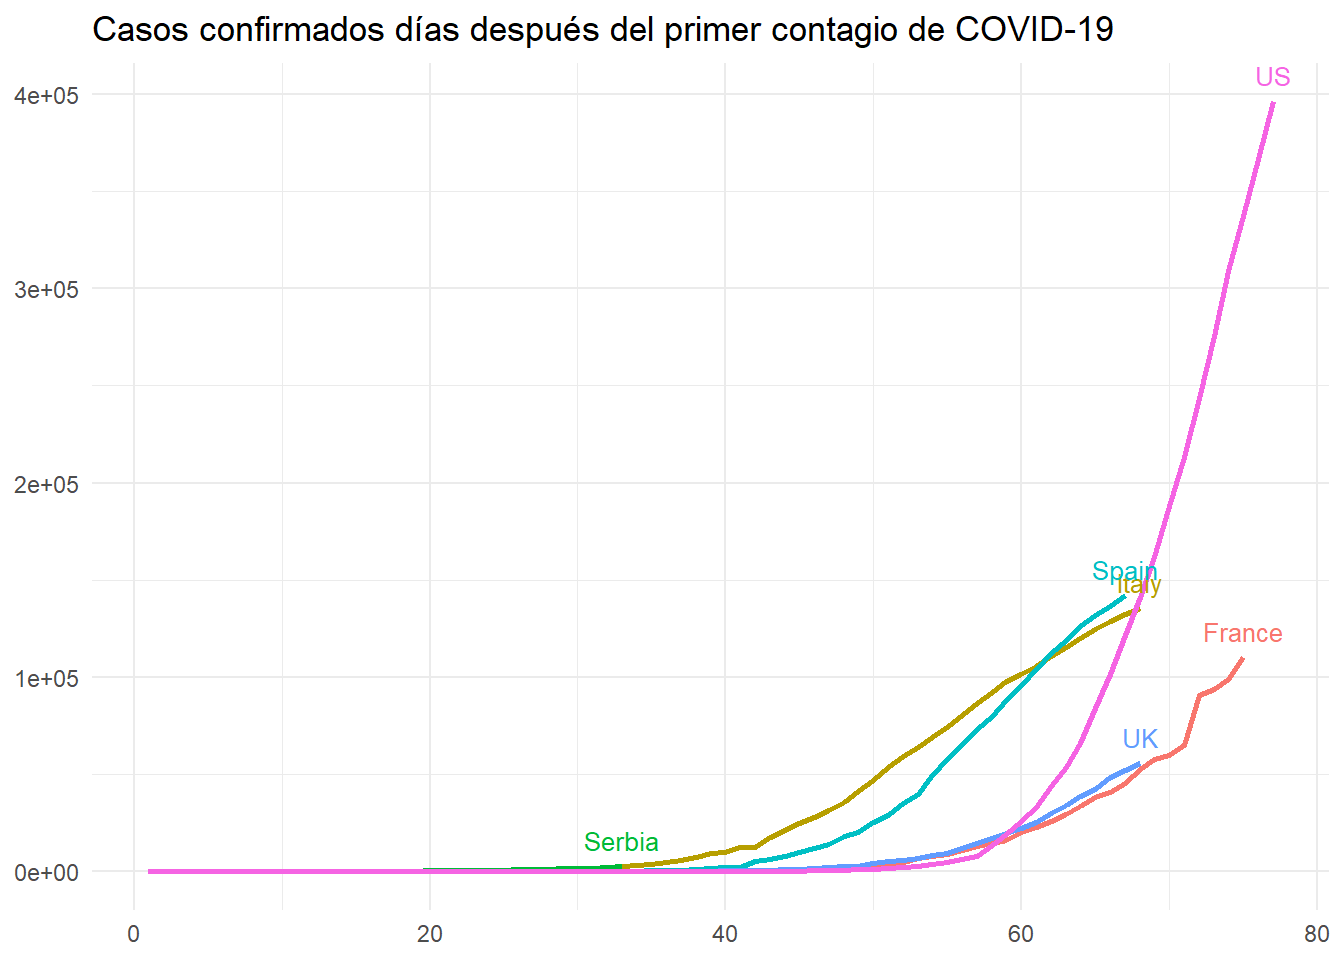 Casos confirmados días después del primer contagio de COVID-19
US
4e+05
3e+05
2e+05
Spain
Italy
France
1e+05
UK
Serbia
0e+00
0 20 40 60 80